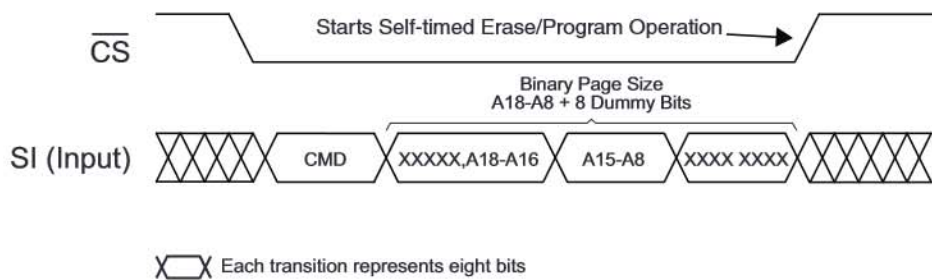 Starts Self-timed Erase/Program Operation
CS
Binary Page Size
A18-A8 + 8 Dummy Bits
SI (Input)
CMD
XXXXX,A18-A16
A15-A8
XXXX XXXX
Each transition represents eight bits